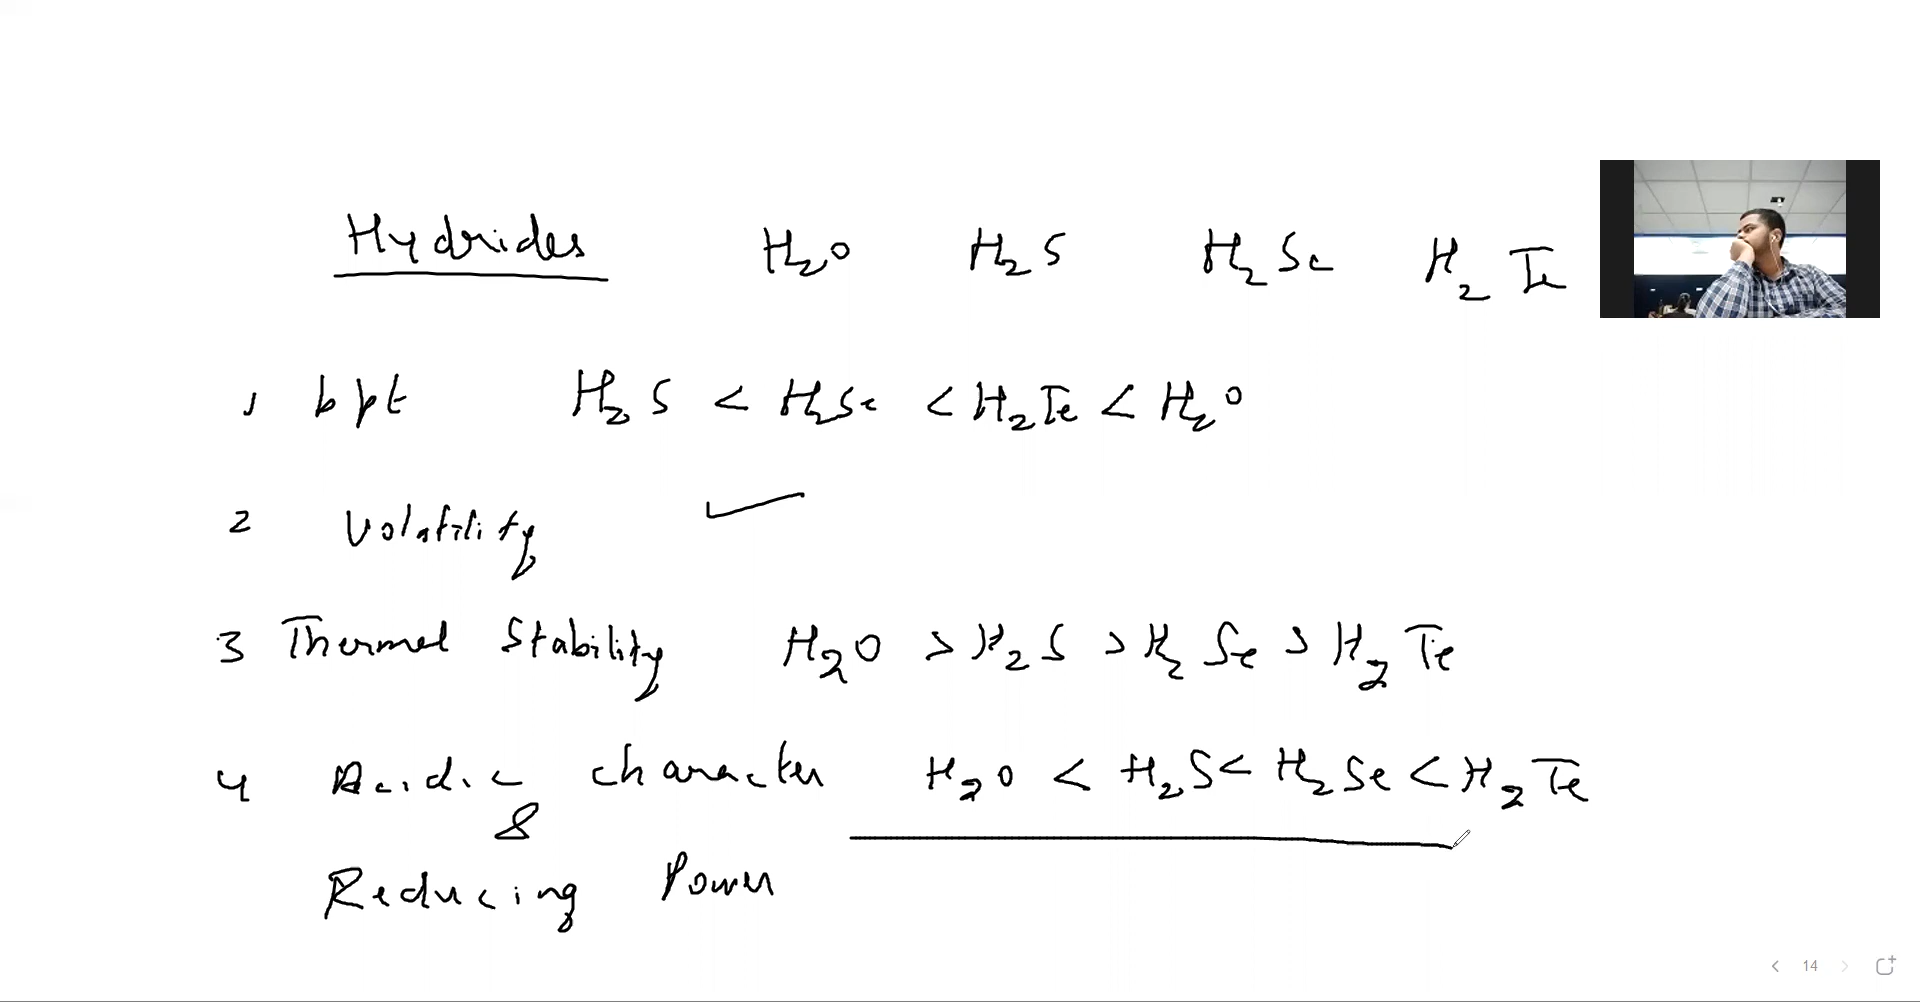 Hydrides H₂O H₂S H₂Se H₂Te
1 bpt H₂S < H₂Se < H₂Te < H₂O
2 Volatility
3 Thermal Stability H₂O > H₂S > H₂Se > H₂Te
4 Acidic character H₂O < H₂S < H₂Se < H₂Te
&
Reducing Power
14